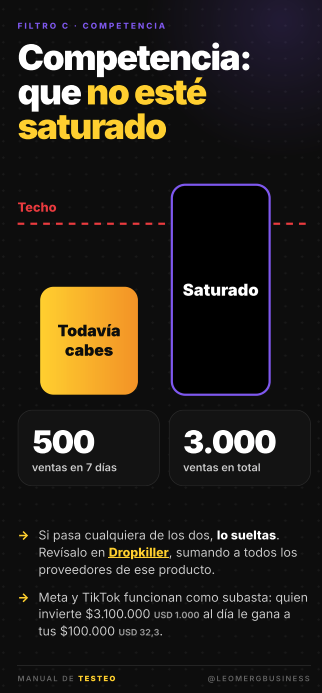 FILTRO C · COMPETENCIA
Competencia:
que no esté
saturado
Techo
Saturado
Todavía
cabes
500
ventas en 7 días
3.000
ventas en total
→ Si pasa cualquiera de los dos, lo sueltas.
Revísalo en Dropkiller, sumando a todos los
proveedores de ese producto.
→ Meta y TikTok funcionan como subasta: quien
invierte $3.100.000 USD 1.000 al día le gana a
tus $100.000 USD 32,3.
MANUAL DE TESTEO
@LEOMERGBUSINESS